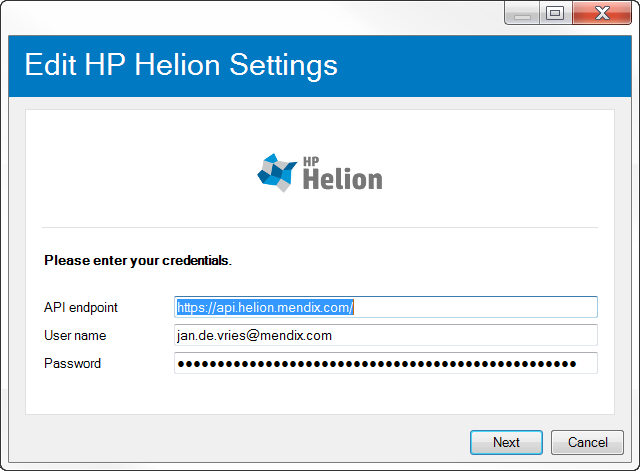 Edit HP Helion Settings
HP
Helion
Please enter your credentials.
API endpoint https://api.helion.mendix.com/
User name jan.de.vries@mendix.com
Password ●●●●●●●●●●●●●●●●●●●●●●●●●●●●●●●●●●●●●●●●●●●●●●●●●●
Next Cancel